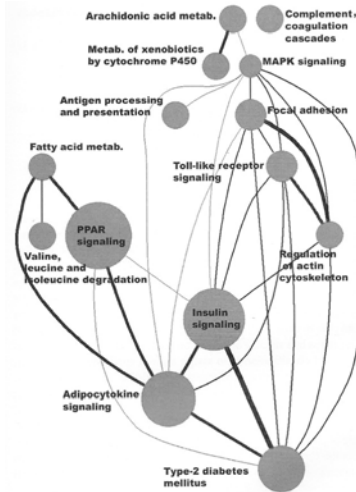 Arachidonic acid metab.
Complement,
coagulation
cascades
Metab. of xenobiotics
by cytochrome P450
MAPK signaling
Antigen processing
and presentation
Focal adhesion
Fatty acid metab.
Toll-like receptor
signaling
PPAR
signaling
Valine,
leucine and
isoleucine degradation
Regulation
of actin
cytoskeleton
Insulin
signaling
Adipocytokine
signaling
Type-2 diabetes
mellitus